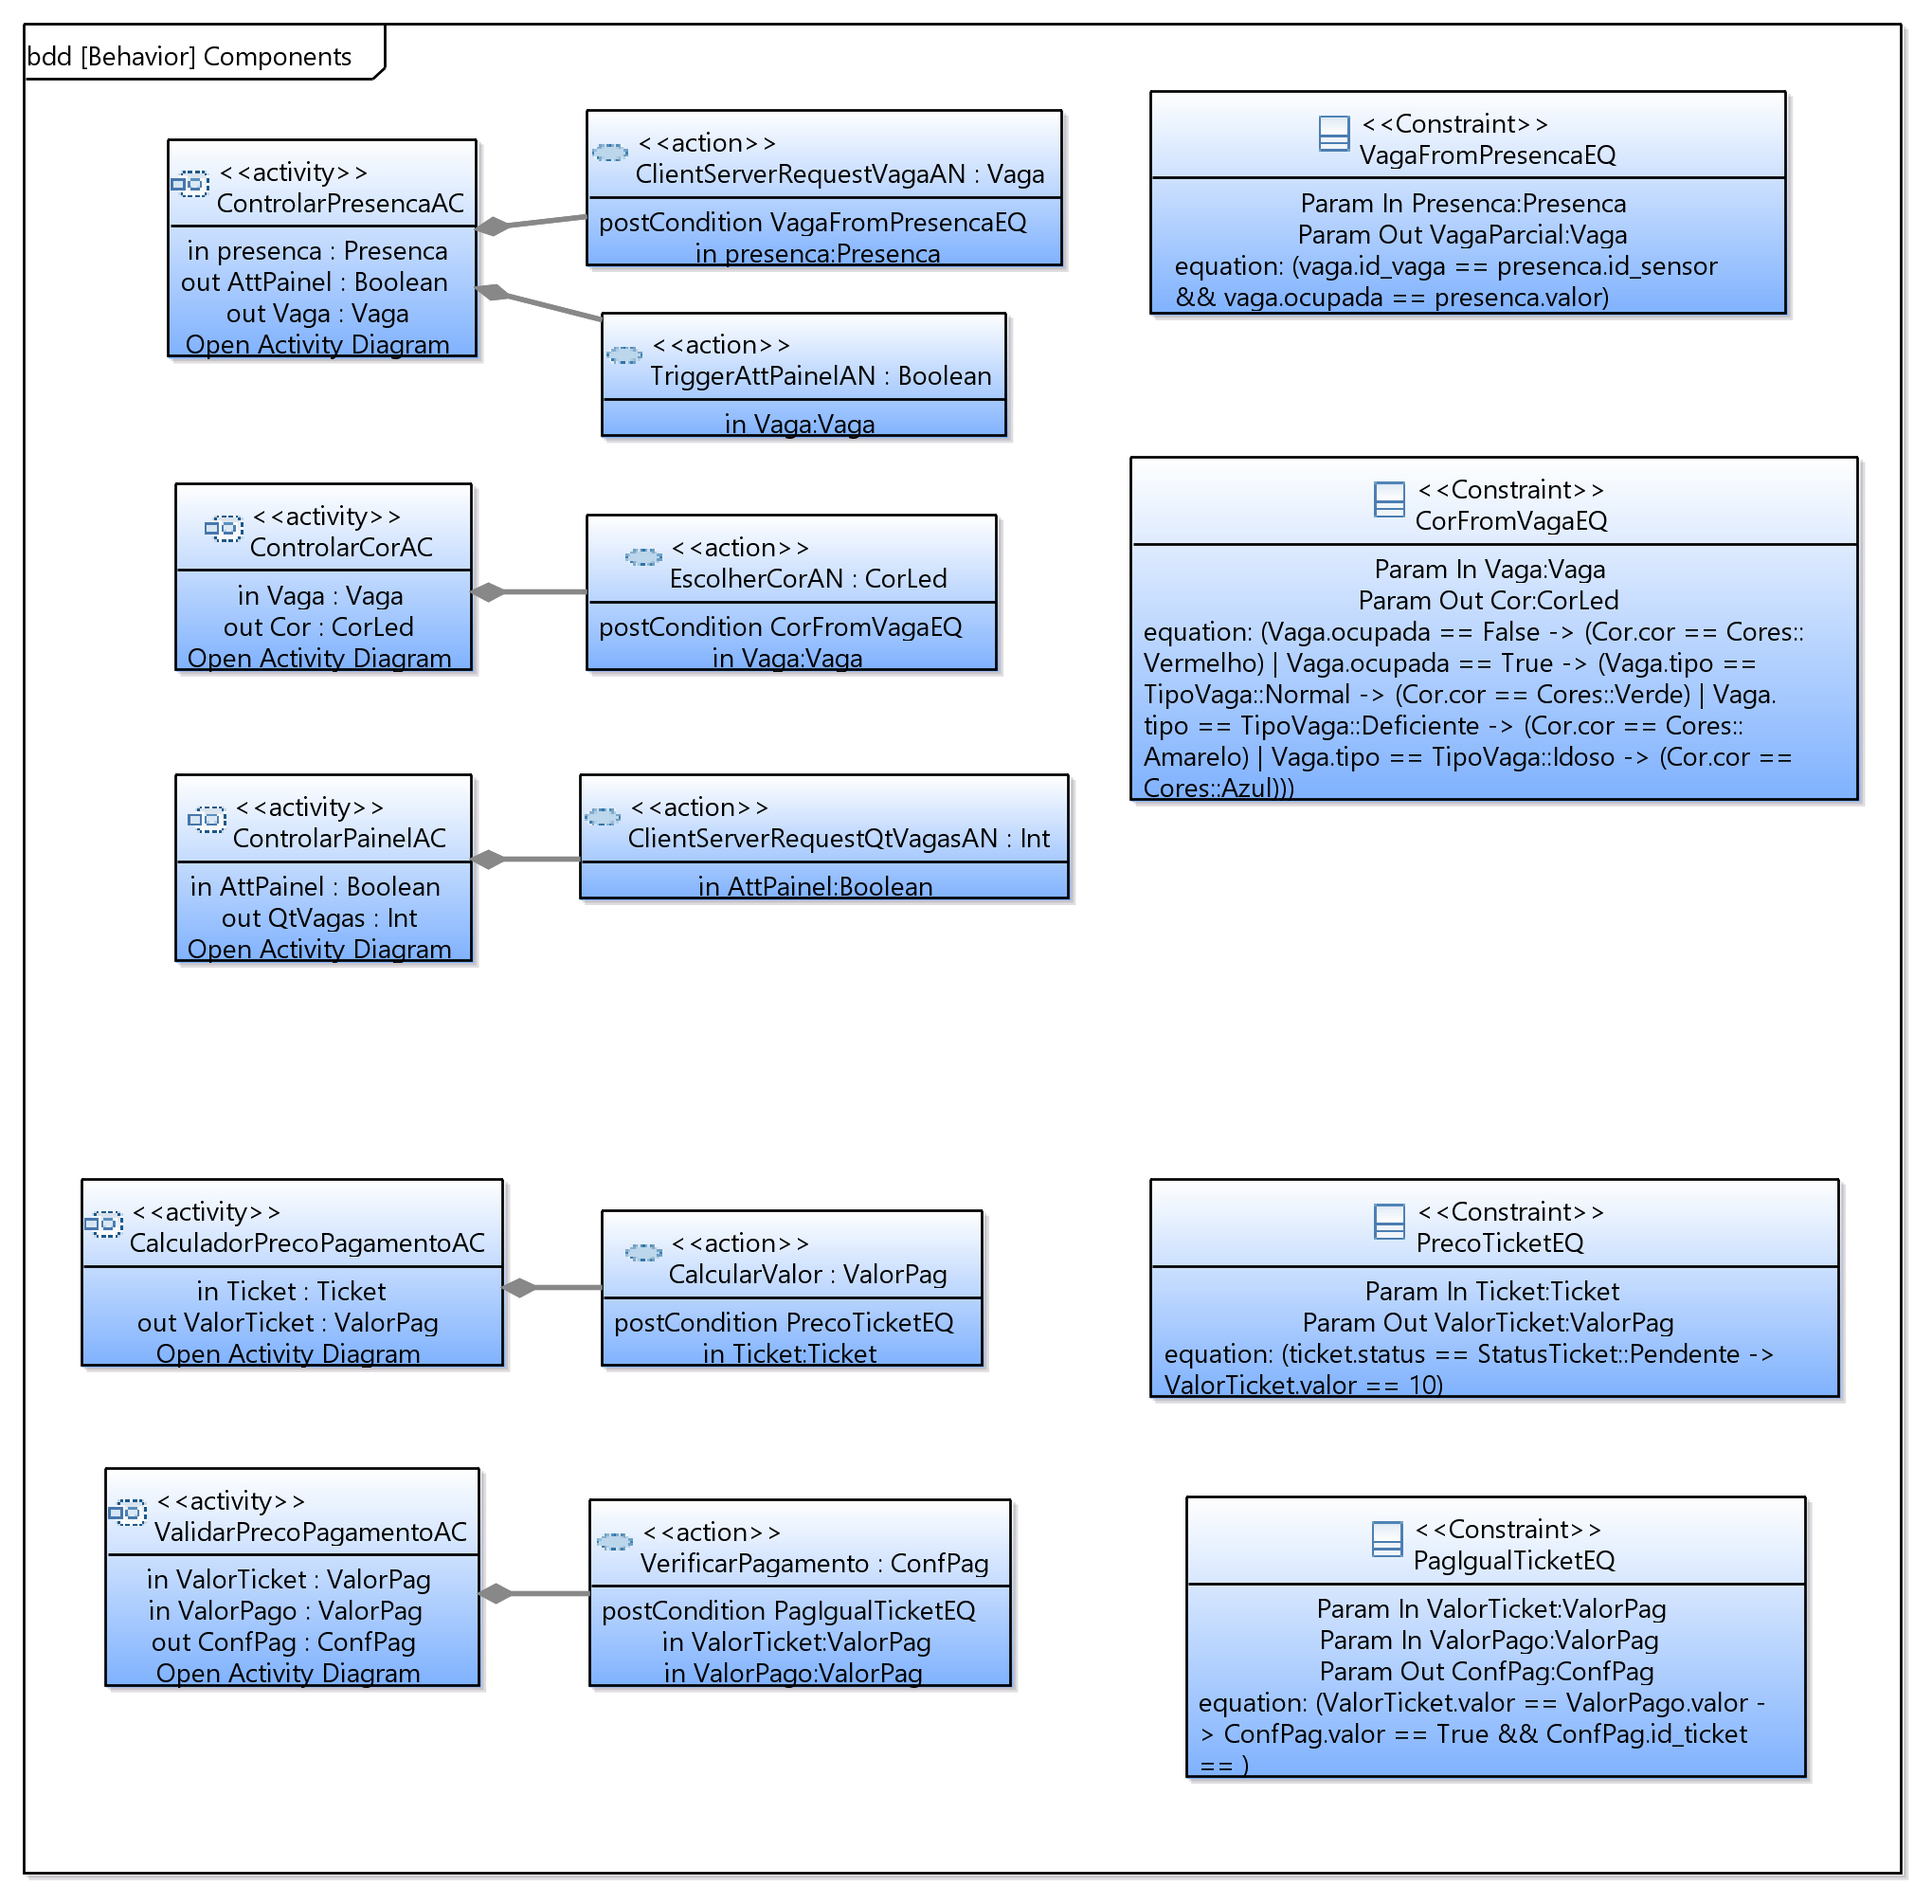 bdd [Behavior] Components
<<activity>>
ControlarPresencaAC
in presenca : Presenca
out AttPainel : Boolean
out Vaga : Vaga
Open Activity Diagram
<<action>>
ClientServerRequestVagaAN : Vaga
postCondition VagaFromPresencaEQ
in presenca:Presenca
<<action>>
TriggerAttPainelAN : Boolean
in Vaga:Vaga
<<Constraint>>
VagaFromPresencaEQ
Param In Presenca:Presenca
Param Out VagaParcial:Vaga
equation: (vaga.id_vaga == presenca.id_sensor
&& vaga.ocupada == presenca.valor)
<<activity>>
ControlarCorAC
in Vaga : Vaga
out Cor : CorLed
Open Activity Diagram
<<action>>
EscolherCorAN : CorLed
postCondition CorFromVagaEQ
in Vaga:Vaga
<<Constraint>>
CorFromVagaEQ
Param In Vaga:Vaga
Param Out Cor:CorLed
equation: (Vaga.ocupada == False -> (Cor.cor == Cores::
Vermelho) | Vaga.ocupada == True -> (Vaga.tipo ==
TipoVaga::Normal -> (Cor.cor == Cores::Verde) | Vaga.
tipo == TipoVaga::Deficiente -> (Cor.cor == Cores::
Amarelo) | Vaga.tipo == TipoVaga::Idoso -> (Cor.cor ==
Cores::Azul)))
<<activity>>
ControlarPainelAC
in AttPainel : Boolean
out QtVagas : Int
Open Activity Diagram
<<action>>
ClientServerRequestQtVagasAN : Int
in AttPainel:Boolean
<<activity>>
CalculadorPrecoPagamentoAC
in Ticket : Ticket
out ValorTicket : ValorPag
Open Activity Diagram
<<action>>
CalcularValor : ValorPag
postCondition PrecoTicketEQ
in Ticket:Ticket
<<Constraint>>
PrecoTicketEQ
Param In Ticket:Ticket
Param Out ValorTicket:ValorPag
equation: (ticket.status == StatusTicket::Pendente ->
ValorTicket.valor == 10)
<<activity>>
ValidarPrecoPagamentoAC
in ValorTicket : ValorPag
in ValorPago : ValorPag
out ConfPag : ConfPag
Open Activity Diagram
<<action>>
VerificarPagamento : ConfPag
postCondition PagIgualTicketEQ
in ValorTicket:ValorPag
in ValorPago:ValorPag
<<Constraint>>
PagIgualTicketEQ
Param In ValorTicket:ValorPag
Param In ValorPago:ValorPag
Param Out ConfPag:ConfPag
equation: (ValorTicket.valor == ValorPago.valor -
> ConfPag.valor == True && ConfPag.id_ticket
== )